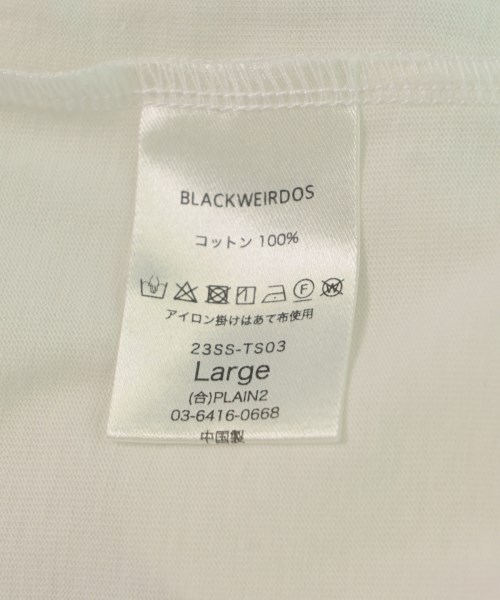 BLACKWEIRDOS
コットン 100%
F W
アイロン掛けはあて布使用
23SS-TS03
Large
(合)PLAIN2
03-6416-0668
中国製